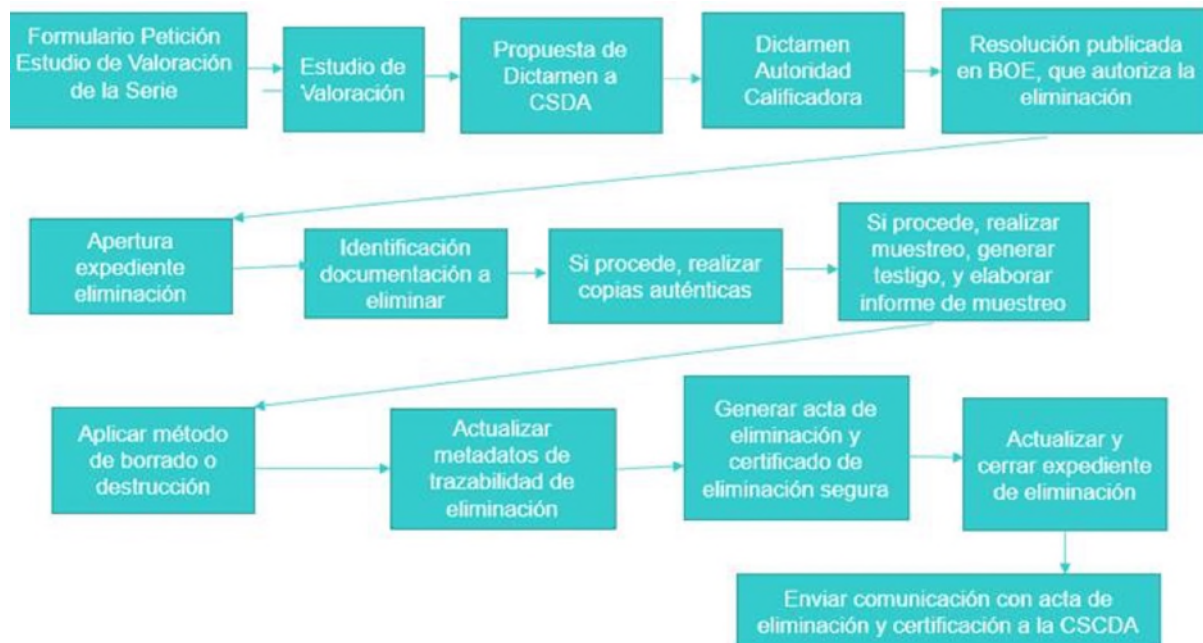 Formulario Petición
Estudio de Valoración
de la Serie
Estudio de
Valoración
Propuesta de
Dictamen a
CSDA
Dictamen
Autoridad
Calificadora
Resolución publicada
en BOE, que autoriza la
eliminación
Apertura
expediente
eliminación
Identificación
documentación a
eliminar
Si procede, realizar
copias auténticas
Si procede, realizar
muestreo, generar
testigo, y elaborar
informe de muestreo
Aplicar método
de borrado o
destrucción
Actualizar
metadatos de
trazabilidad de
eliminación
Generar acta de
eliminación y
certificado de
eliminación segura
Actualizar y
cerrar expediente
de eliminación
Enviar comunicación con acta de
eliminación y certificación a la CSCDA